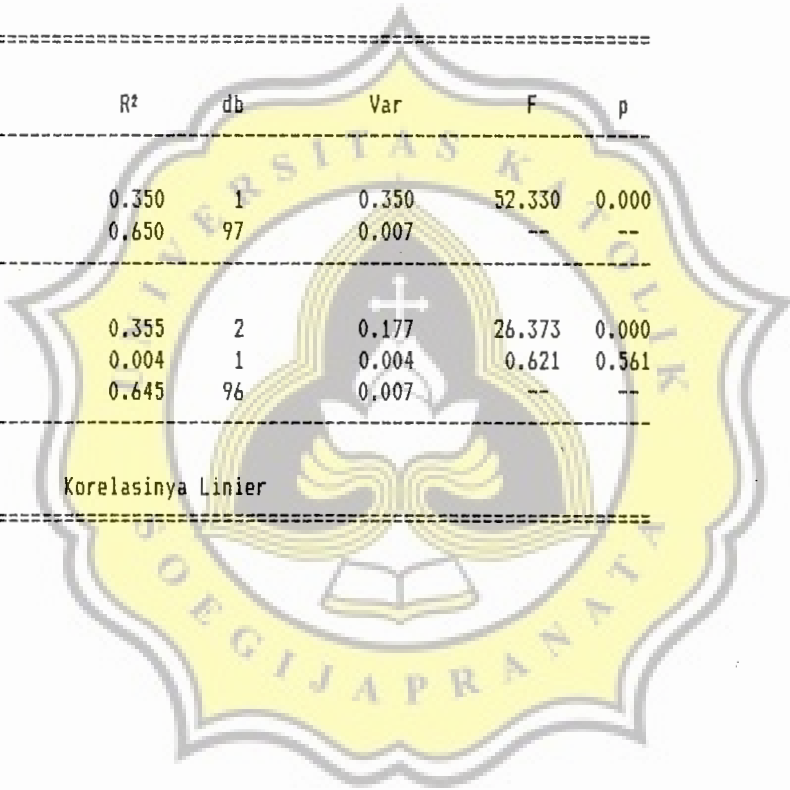 R² db Var F p
0.350 1 0.350 52.330 0.000
0.650 97 0.007 -- --
0.355 2 0.177 26.373 0.000
0.004 1 0.004 0.621 0.561
0.645 96 0.007 -- --
Korelasinya Linier
UNIVERSITAS KATOLIK
SOEGIJAPRANATA